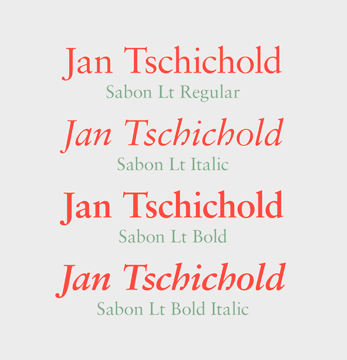 Jan Tschichold
Sabon Lt Regular
Jan Tschichold
Sabon Lt Italic
Jan Tschichold
Sabon Lt Bold
Jan Tschichold
Sabon Lt Bold Italic